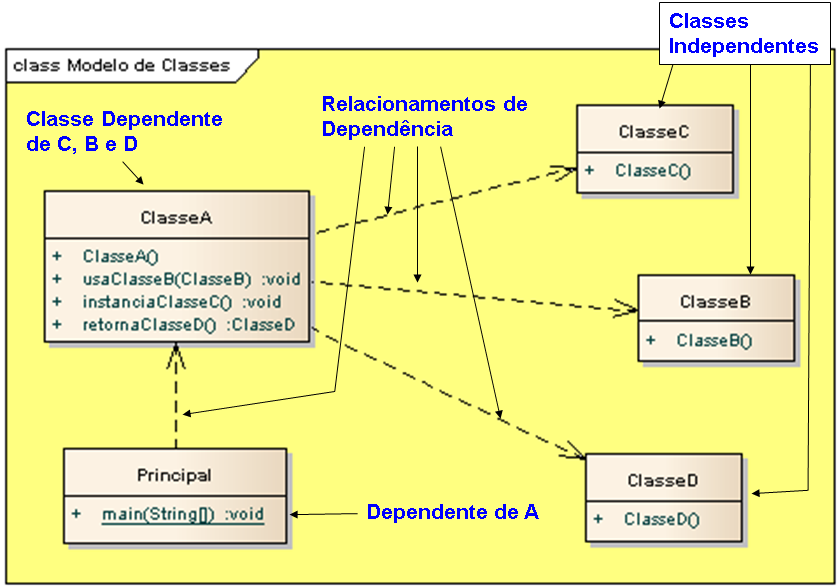 Classes
Independentes
class Modelo de Classes
Classe Dependente
de C, B e D
Relacionamentos de
Dependência
ClasseC
+ ClasseC()
ClasseA
+ ClasseA()
+ usaClasseB(ClasseB) :void
+ instanciaClasseC() :void
+ retornaClasseD() :ClasseD
ClasseB
+ ClasseB()
Principal
+ main(String[]) :void
Dependente de A
ClasseD
+ ClasseD()